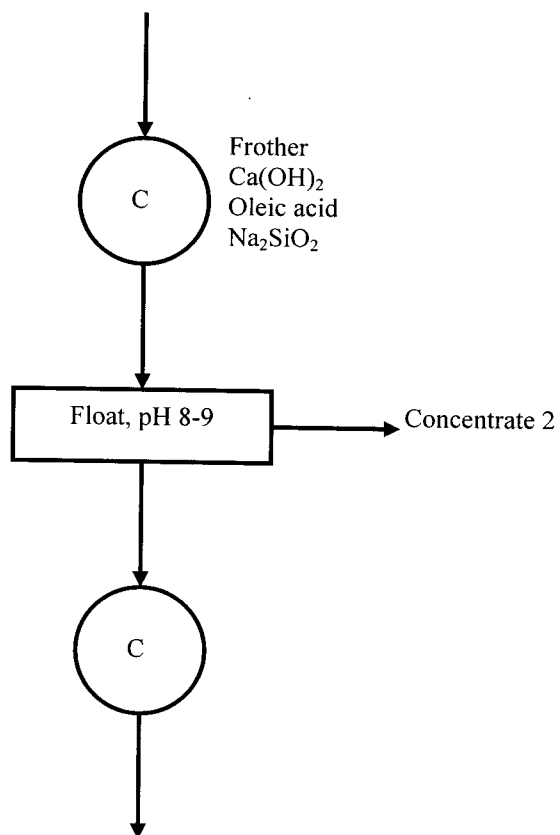 C
Frother
Ca(OH)₂
Oleic acid
Na₂SiO₂
Float, pH 8-9
Concentrate 2
C